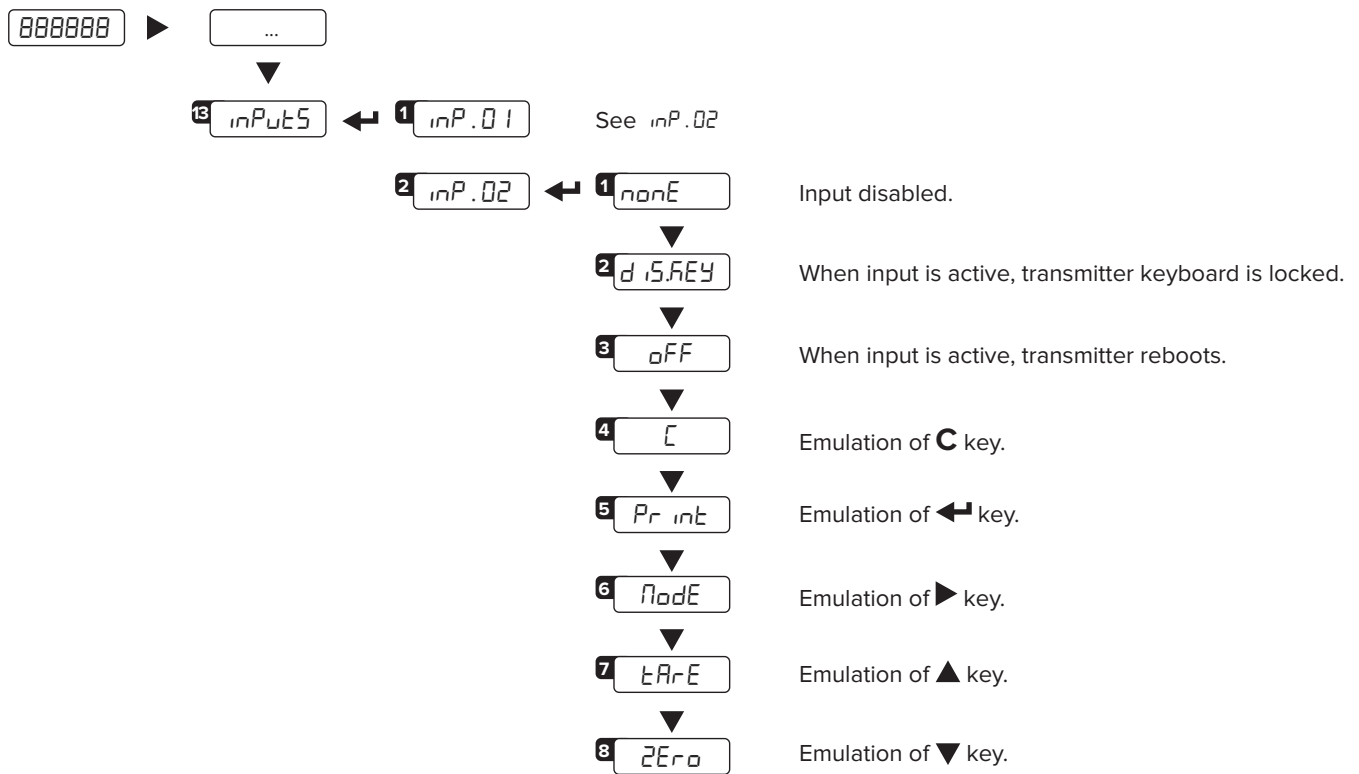 888888
...
13 inPutS 1 inP.01 See inP.02
2 inP.02 1 nonE Input disabled.
2 diS.KEY When input is active, transmitter keyboard is locked.
3 oFF When input is active, transmitter reboots.
4 C Emulation of C key.
5 Print Emulation of key.
6 ModE Emulation of ▶ key.
7 tArE Emulation of ▲ key.
8 ZEro Emulation of ▼ key.